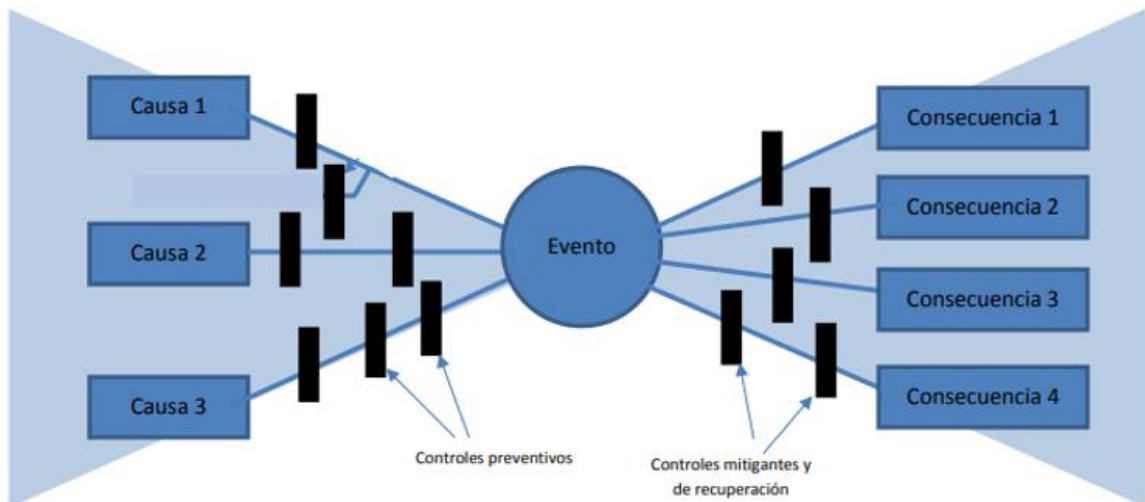 Causa 1
Causa 2
Causa 3
Evento
Consecuencia 1
Consecuencia 2
Consecuencia 3
Consecuencia 4
Controles preventivos
Controles mitigantes y
de recuperación